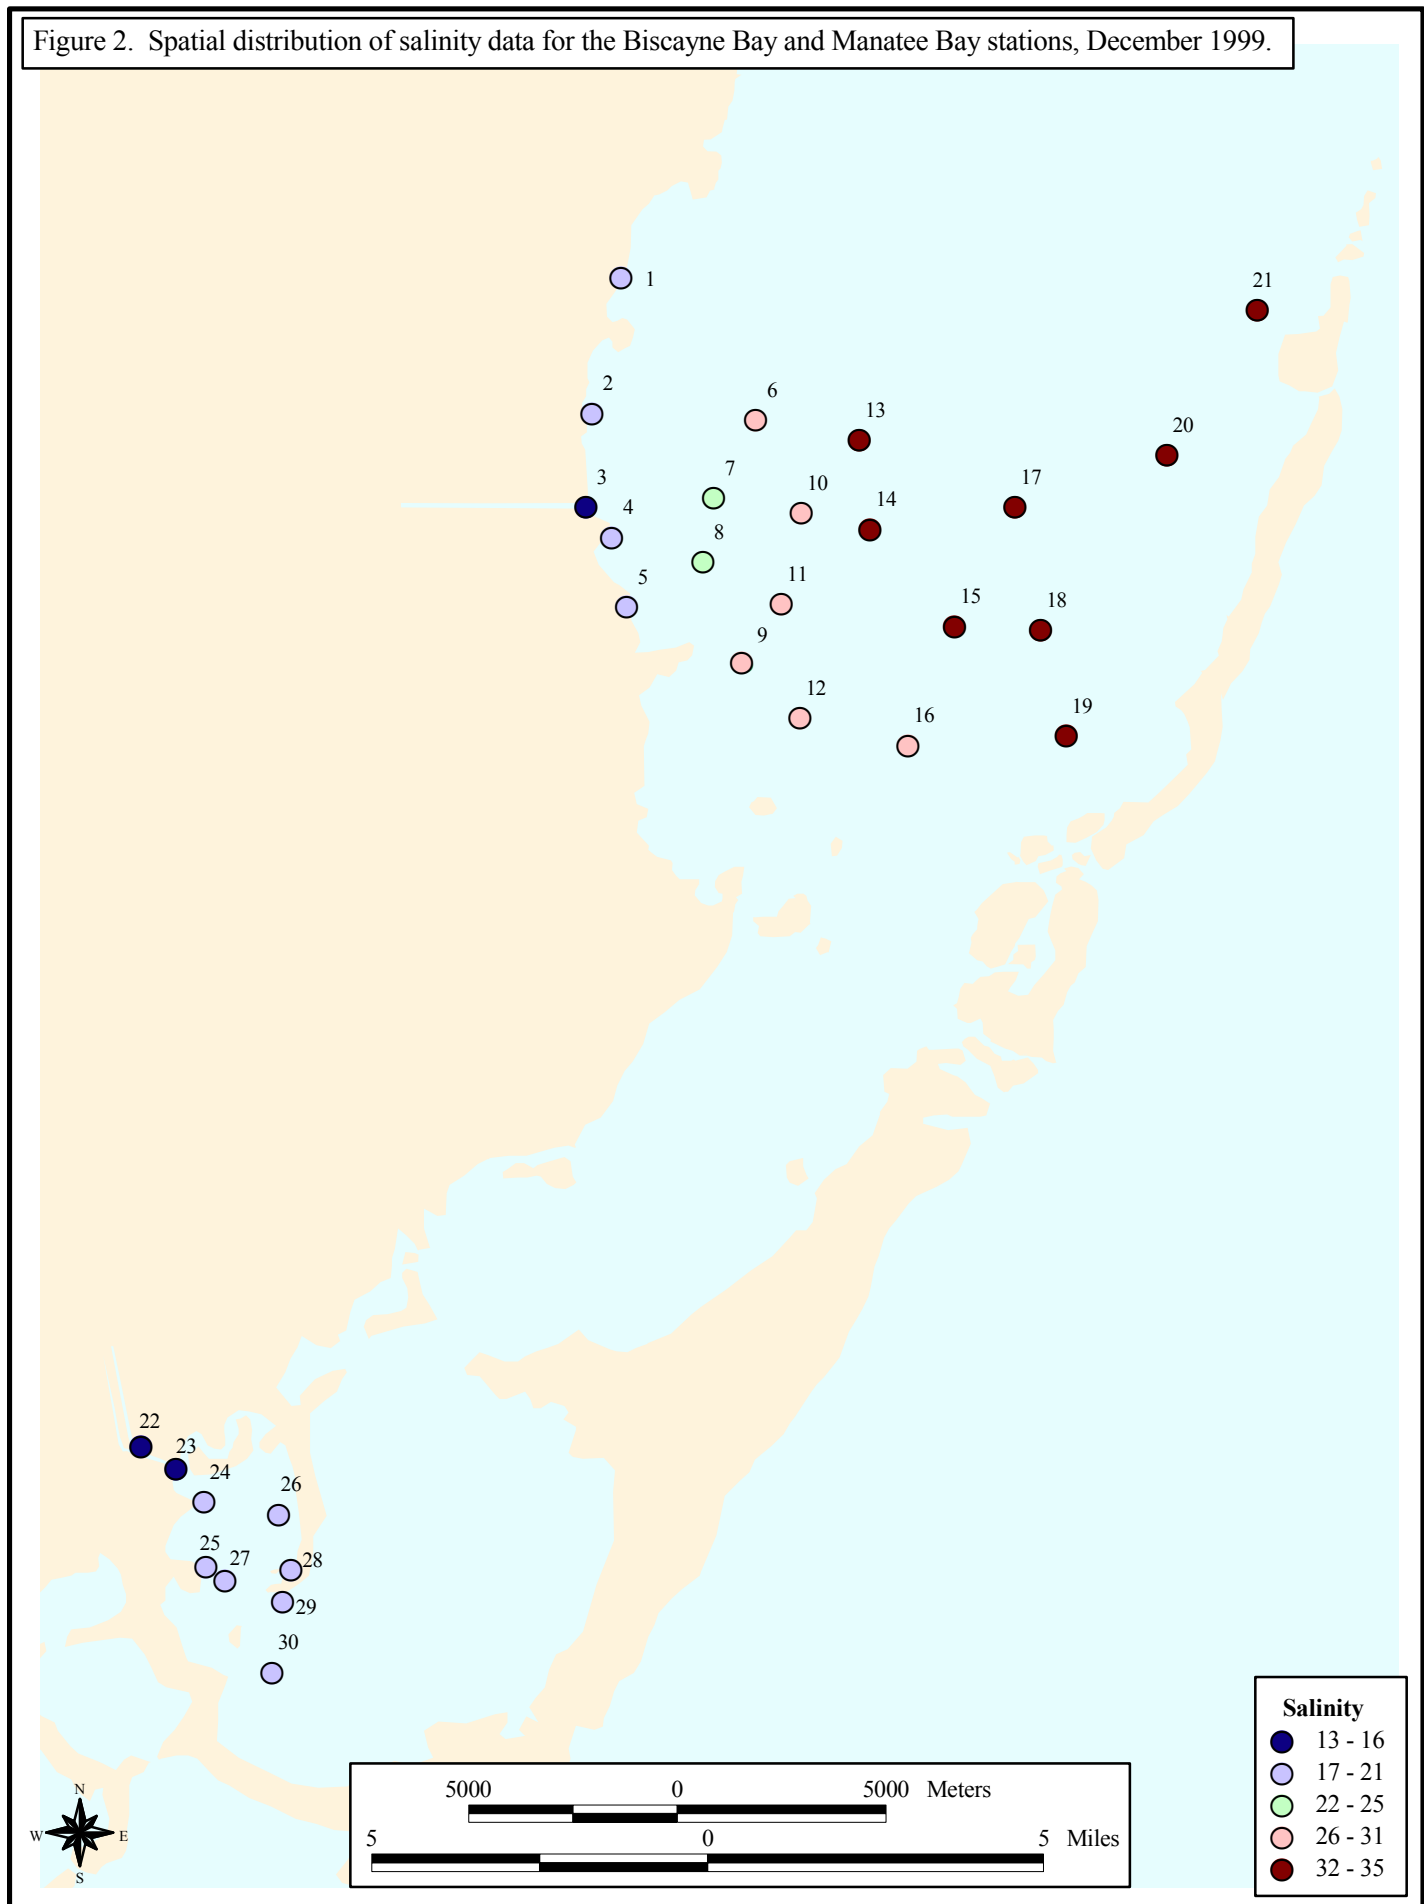 Figure 2. Spatial distribution of salinity data for the Biscayne Bay and Manatee Bay stations, December 1999.
1
21
2
6
13
20
3
7
10
17
4
8
14
5
11
15
18
9
12
16
19
22
23
24
26
25
27
28
29
30
Salinity
13 - 16
17 - 21
22 - 25
26 - 31
32 - 35
N
W E
S
5000 0 5000 Meters
5 0 5 Miles